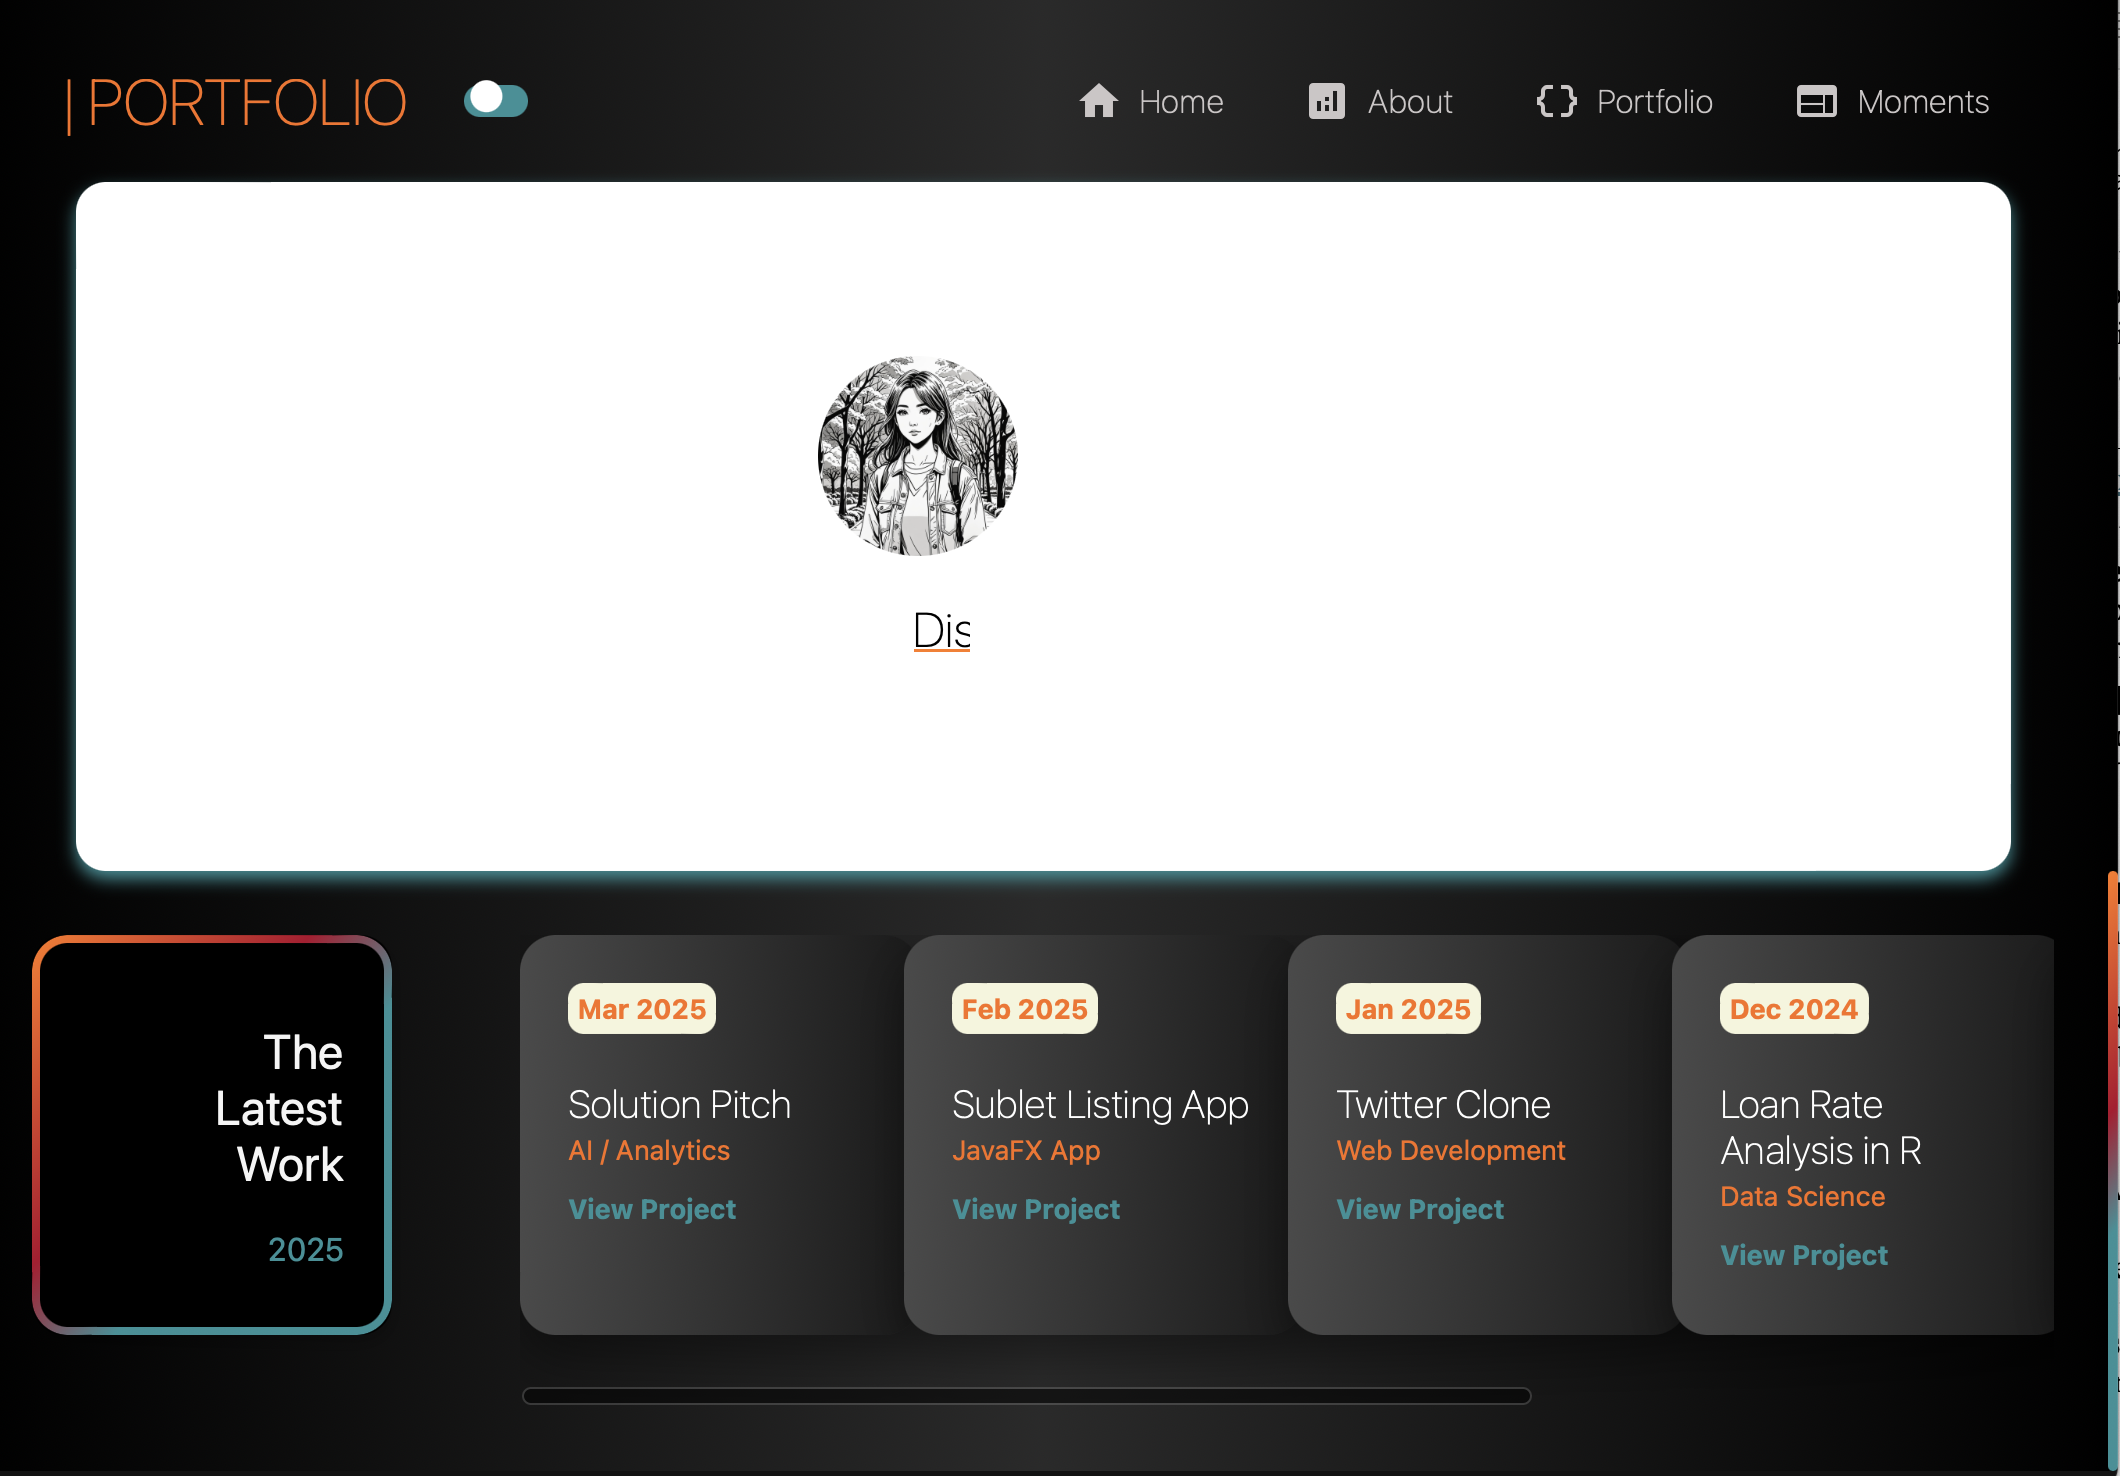 | PORTFOLIO
Home
About
Portfolio
Moments
Dis
The
Latest
Work
2025
Mar 2025
Solution Pitch
AI / Analytics
View Project
Feb 2025
Sublet Listing App
JavaFX App
View Project
Jan 2025
Twitter Clone
Web Development
View Project
Dec 2024
Loan Rate
Analysis in R
Data Science
View Project